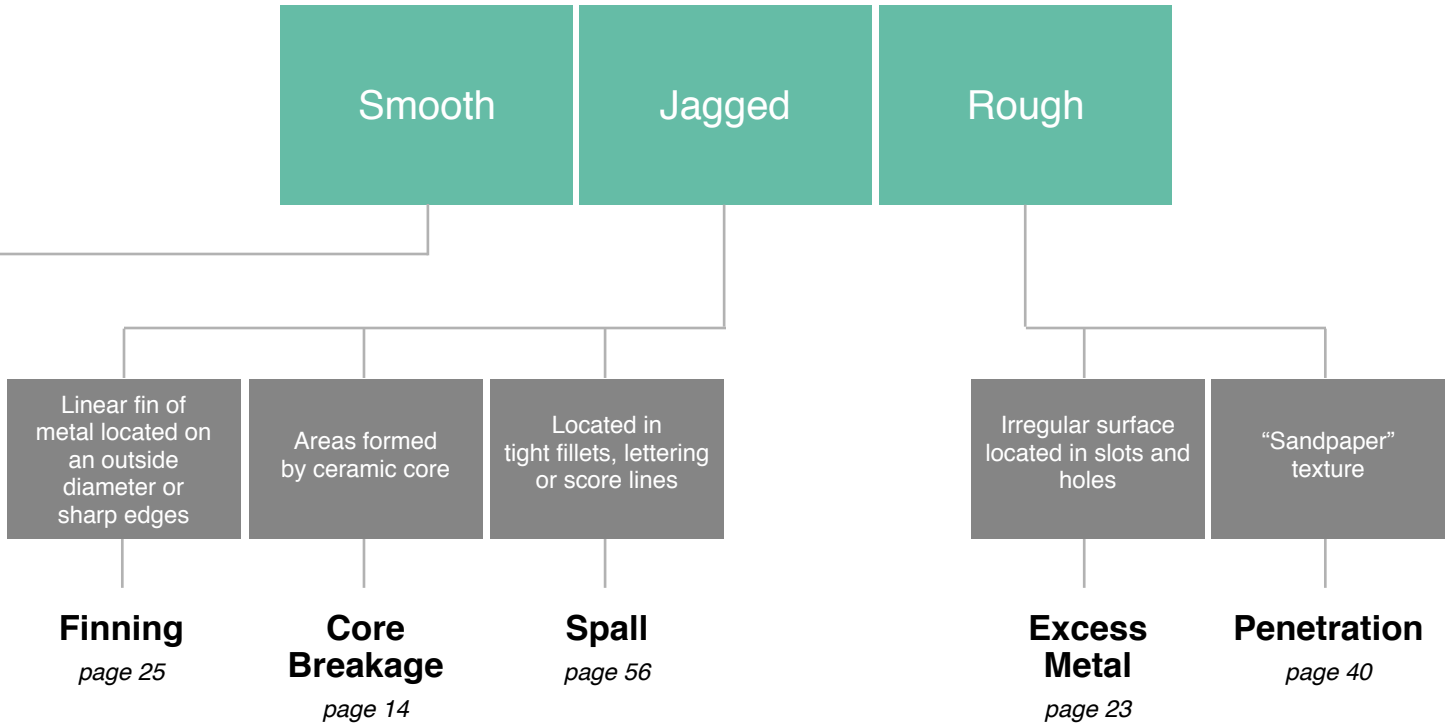 Smooth
Jagged
Rough
Linear fin of
metal located on
an outside
diameter or
sharp edges
Areas formed
by ceramic core
Located in
tight fillets, lettering
or score lines
Irregular surface
located in slots and
holes
“Sandpaper”
texture
Finning
page 25
Core
Breakage
page 14
Spall
page 56
Excess
Metal
page 23
Penetration
page 40